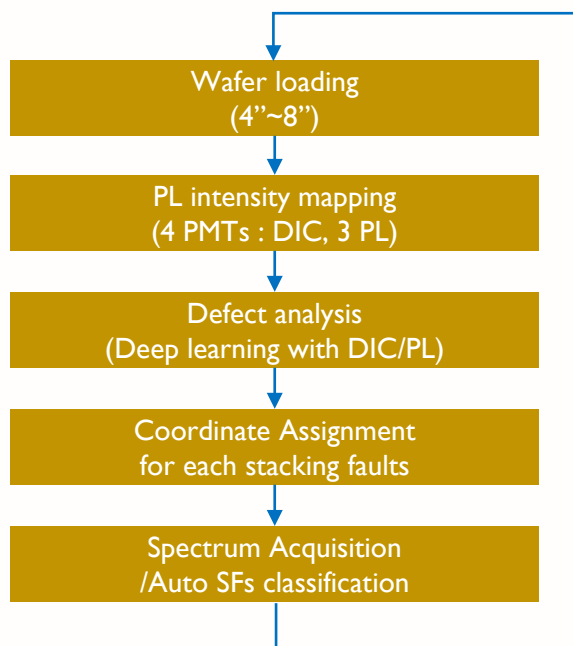 Wafer loading
(4”~8”)
PL intensity mapping
(4 PMTs : DIC, 3 PL)
Defect analysis
(Deep learning with DIC/PL)
Coordinate Assignment
for each stacking faults
Spectrum Acquisition
/Auto SFs classification